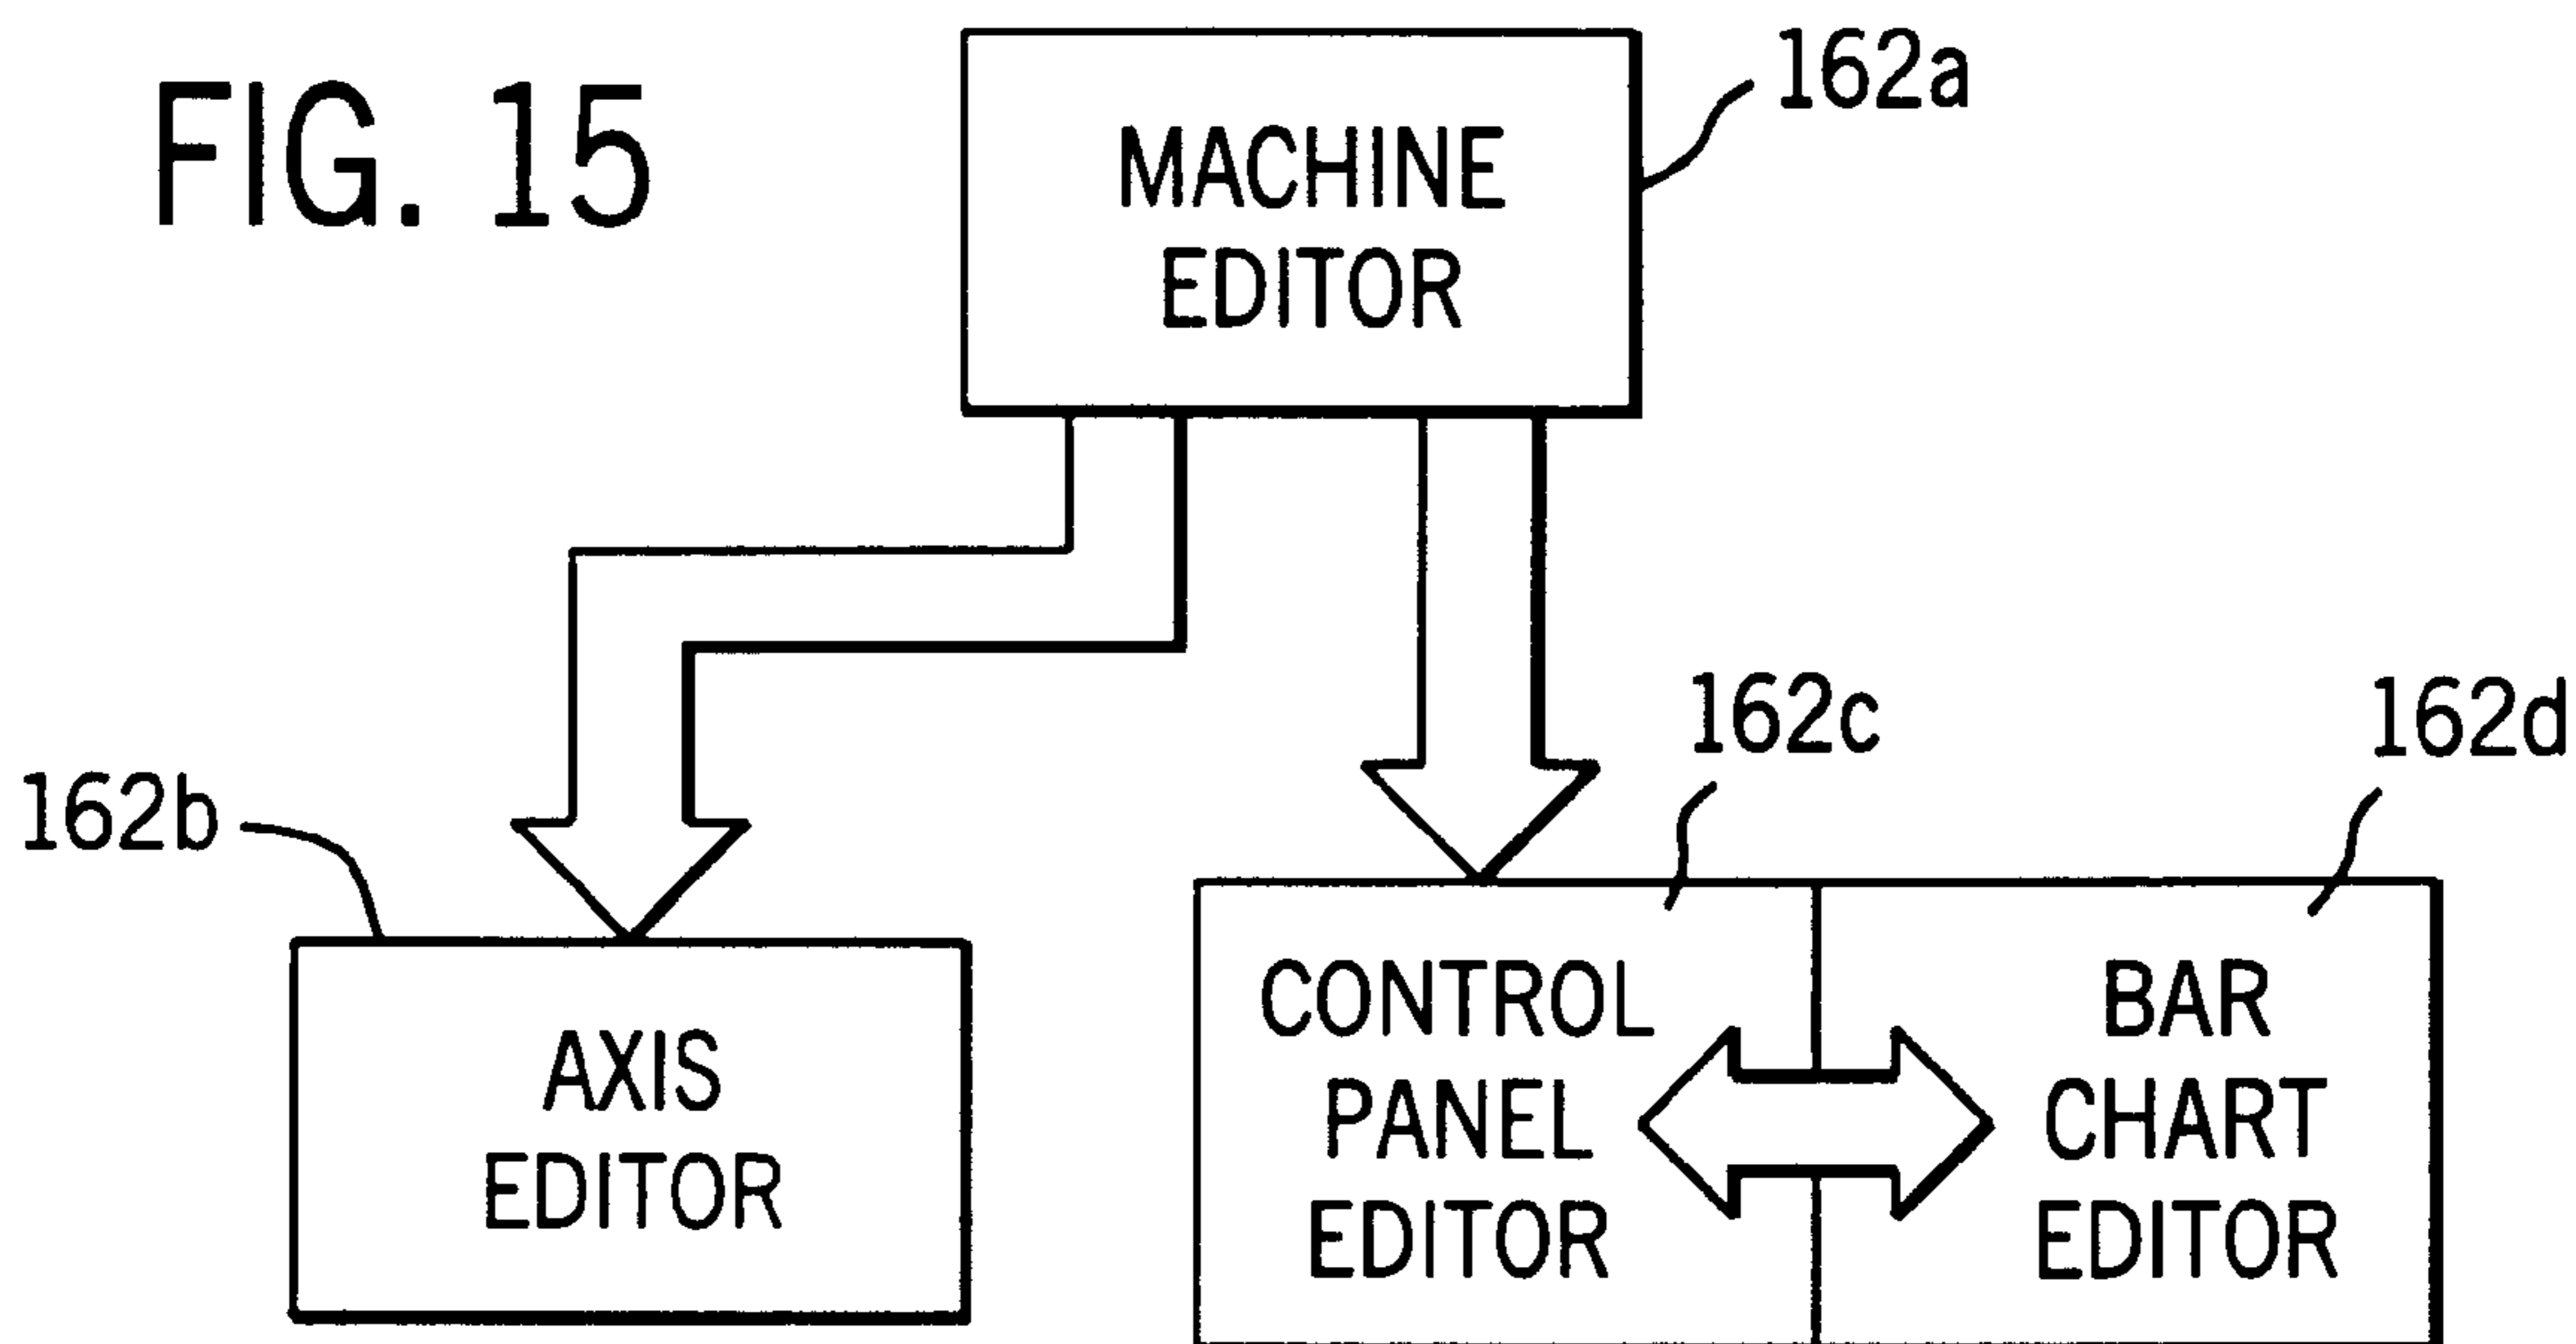 FIG. 15
162a
MACHINE
EDITOR
162b
162c
162d
AXIS
EDITOR
CONTROL
PANEL
EDITOR
BAR
CHART
EDITOR